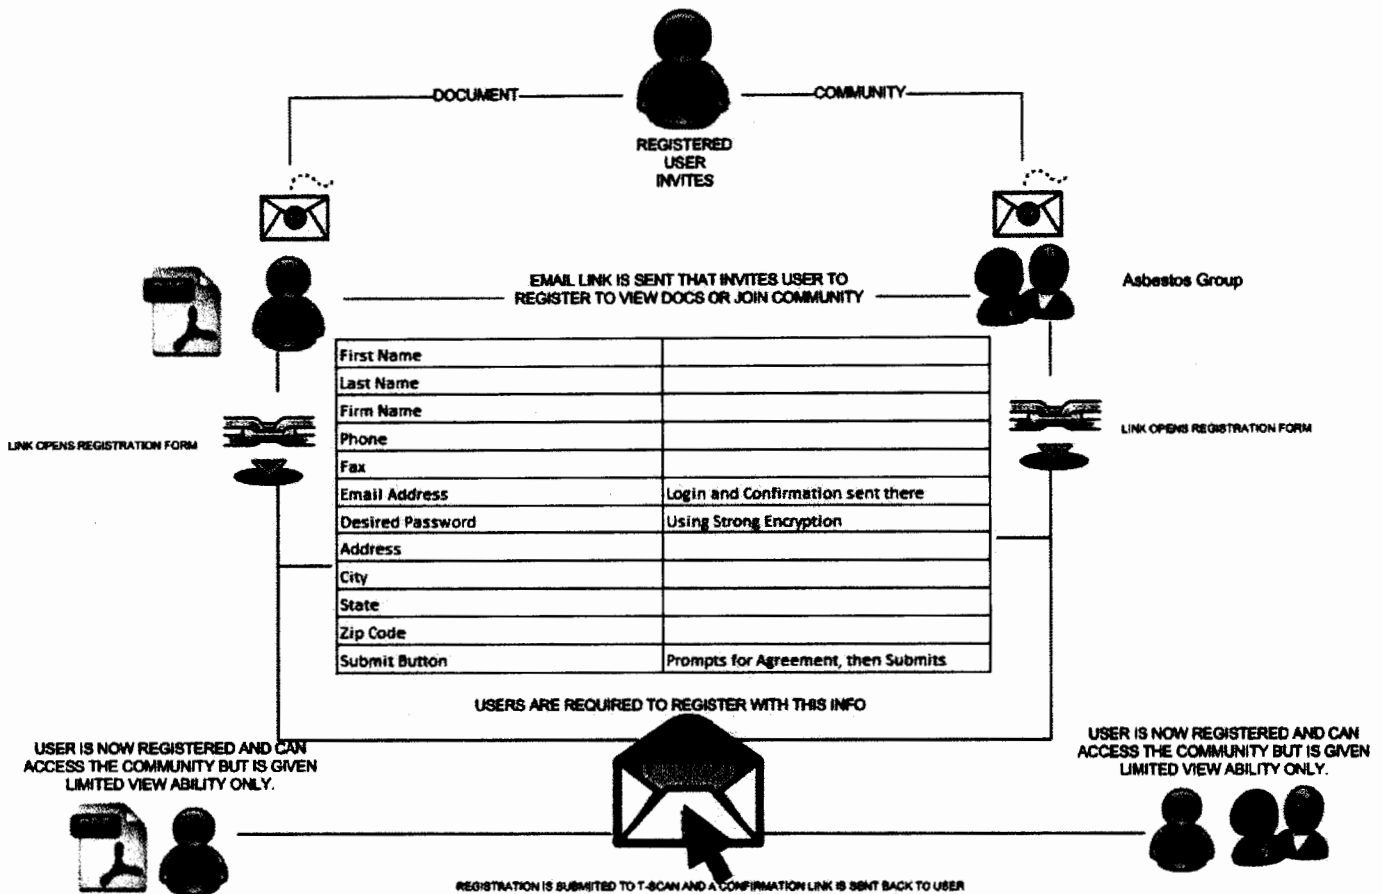 DOCUMENT
COMMUNITY
REGISTERED
USER
INVITES
EMAIL LINK IS SENT THAT INVITES USER TO
REGISTER TO VIEW DOCS OR JOIN COMMUNITY
Asbestos Group
First Name
Last Name
Firm Name
Phone
Fax
Email Address Login and Confirmation sent there
Desired Password Using Strong Encryption
Address
City
State
Zip Code
Submit Button Prompts for Agreement, then Submits
LINK OPENS REGISTRATION FORM
LINK OPENS REGISTRATION FORM
USERS ARE REQUIRED TO REGISTER WITH THIS INFO
USER IS NOW REGISTERED AND CAN
ACCESS THE COMMUNITY BUT IS GIVEN
LIMITED VIEW ABILITY ONLY.
USER IS NOW REGISTERED AND CAN
ACCESS THE COMMUNITY BUT IS GIVEN
LIMITED VIEW ABILITY ONLY.
REGISTRATION IS SUBMITED TO T-SCAN AND A CONFIRMATION LINK IS SENT BACK TO USER